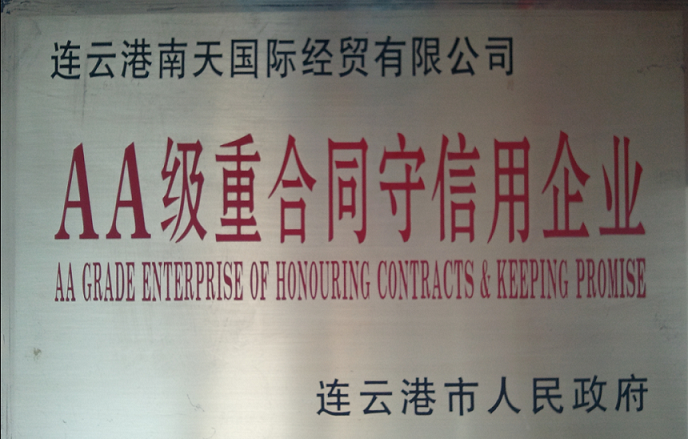 连云港南天国际经贸有限公司
AA级重合同守信用企业
AA GRADE ENTERPRISE OF HONOURING CONTRACTS & KEEPING PROMISE
连云港市人民政府